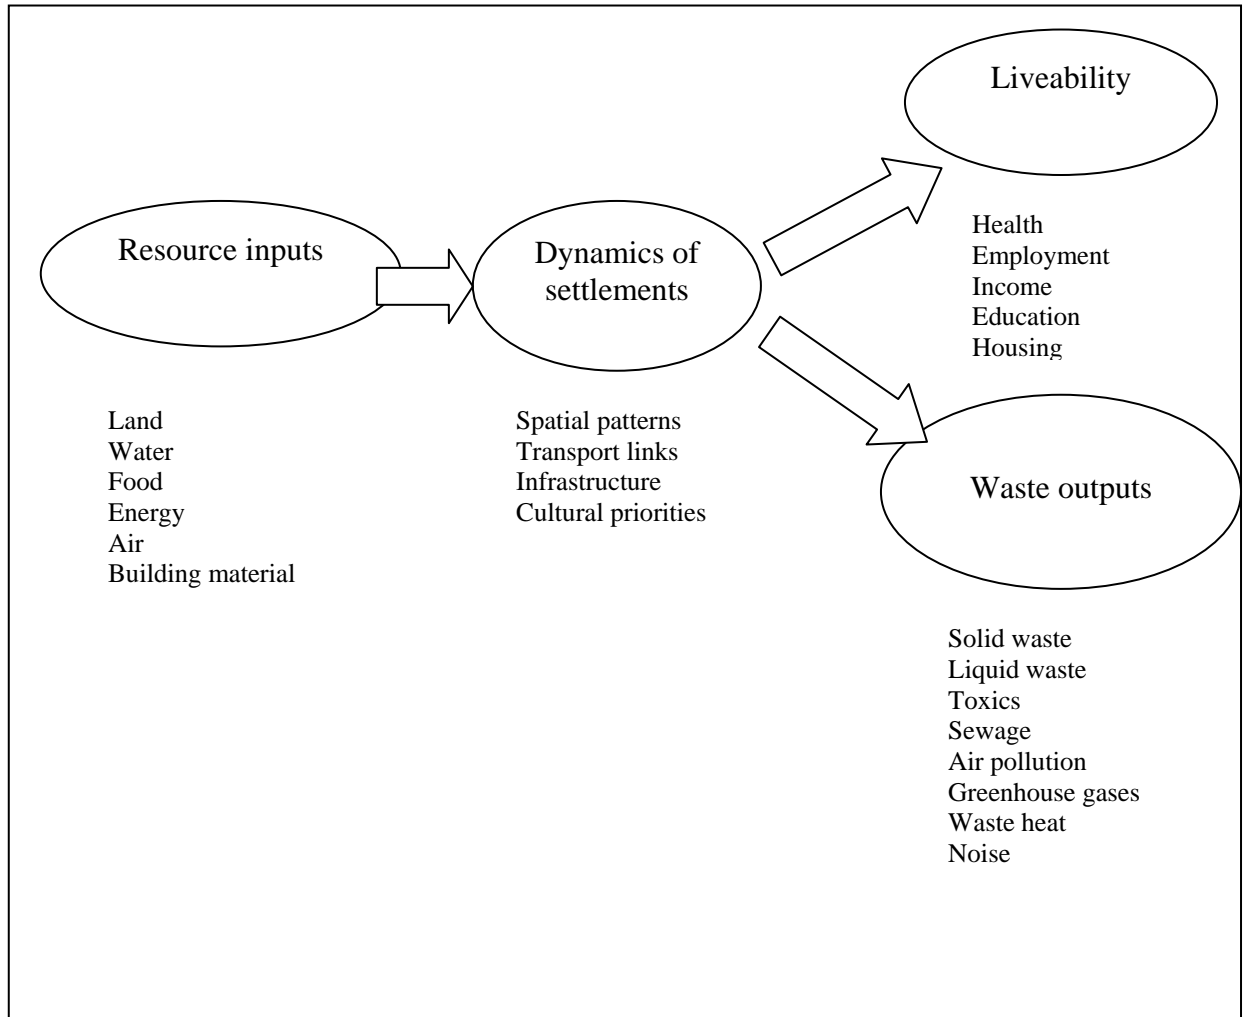 Resource inputs
Land
Water
Food
Energy
Air
Building material
Dynamics of
settlements
Spatial patterns
Transport links
Infrastructure
Cultural priorities
Liveability
Health
Employment
Income
Education
Housing
Waste outputs
Solid waste
Liquid waste
Toxics
Sewage
Air pollution
Greenhouse gases
Waste heat
Noise